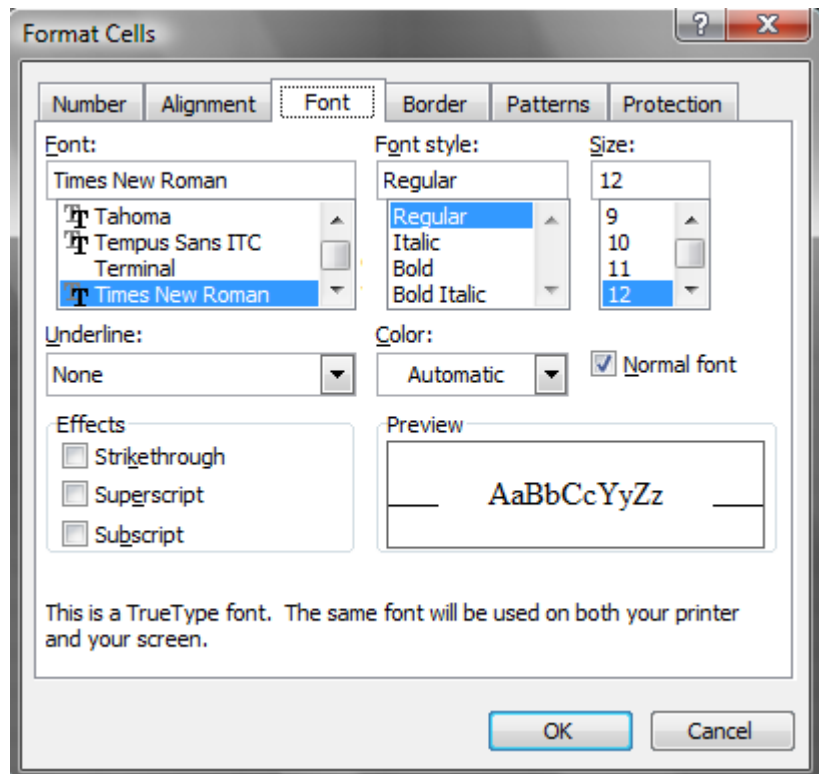 Format Cells
Number Alignment Font Border Patterns Protection
Font: Font style: Size:
Times New Roman Regular 12
Tahoma Regular 9
Tempus Sans ITC Italic 10
Terminal Bold 11
Times New Roman Bold Italic 12
Underline: Color:
None Automatic Normal font
Effects Preview
Strikethrough
Superscript AaBbCcYyZz
Subscript
This is a TrueType font. The same font will be used on both your printer
and your screen.
OK Cancel